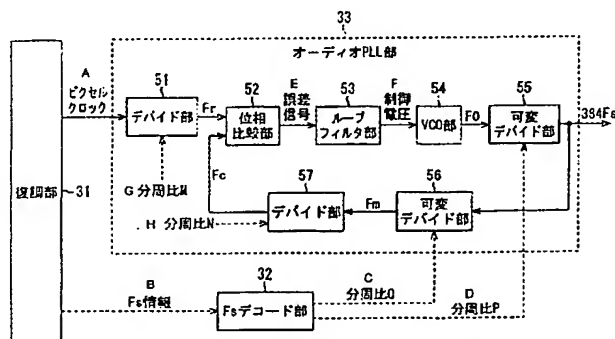 33
オーディオPLL部
A
ピクセル
クロック
51
デバイド部
Fr
52
位相
比較部
E
誤差
信号
53
ループ
フィルタ部
F
制御
電圧
54
VCO部
FO
55
可変
デバイド部
384Fs
G 分周比M
Fc
57
デバイド部
H 分周比N
Fm
56
可変
デバイド部
復調部
31
B
Fs情報
32
Fsデコード部
C
分周比Q
D
分周比P